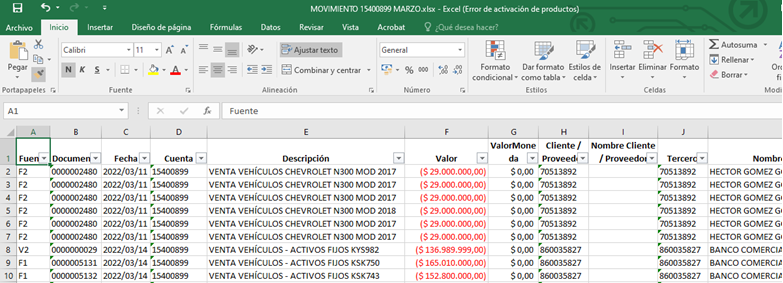 MOVIMIENTO 15400899 MARZO.xlsx - Excel (Error de activación de productos)
Archivo Inicio Insertar Diseño de página Fórmulas Datos Revisar Vista Acrobat ¿Qué desea hacer?
Pegar
Calibri 11 A A
N K S A
Ajustar texto
Combinar y centrar
General
$ % 000
Formato condicional
Dar formato como tabla
Estilos de celda
Insertar Eliminar Formato
Autosuma
Rellenar
Borrar
Portapapeles Fuente Alineación Número Estilos Celdas
A1 fx Fuente
A B C D E F G H I J
1 Fuen Documen Fecha Cuenta Descripción Valor ValorMoneda Cliente / Proveed Nombre Cliente / Proveedor Tercero Nombr
2 F2 0000002480 2022/03/11 15400899 VENTA VEHÍCULOS CHEVROLET N300 MOD 2017 ($ 29.000.000,00) $ 0,00 70513892 70513892 HECTOR GOMEZ GO
3 F2 0000002480 2022/03/11 15400899 VENTA VEHÍCULOS CHEVROLET N300 MOD 2017 ($ 29.000.000,00) $ 0,00 70513892 70513892 HECTOR GOMEZ GO
4 F2 0000002480 2022/03/11 15400899 VENTA VEHÍCULOS CHEVROLET N300 MOD 2017 ($ 29.000.000,00) $ 0,00 70513892 70513892 HECTOR GOMEZ GO
5 F2 0000002480 2022/03/11 15400899 VENTA VEHÍCULOS CHEVROLET N300 MOD 2018 ($ 29.000.000,00) $ 0,00 70513892 70513892 HECTOR GOMEZ GO
6 F2 0000002480 2022/03/11 15400899 VENTA VEHÍCULOS CHEVROLET N300 MOD 2017 ($ 29.000.000,00) $ 0,00 70513892 70513892 HECTOR GOMEZ GO
7 F2 0000002480 2022/03/11 15400899 VENTA VEHÍCULOS CHEVROLET N300 MOD 2017 ($ 29.000.000,00) $ 0,00 70513892 70513892 HECTOR GOMEZ GO
8 V2 0000000029 2022/03/14 15400899 VENTA VEHÍCULOS - ACTIVOS FIJOS KYS982 ($ 136.989.999,00) $ 0,00 860035827 860035827 BANCO COMERCIA
9 F1 0000005131 2022/03/14 15400899 VENTA VEHÍCULOS - ACTIVOS FIJOS KSK750 ($ 165.010.000,00) $ 0,00 860035827 860035827 BANCO COMERCIA
10 F1 0000005132 2022/03/14 15400899 VENTA VEHÍCULOS - ACTIVOS FIJOS KSK743 ($ 152.800.000,00) $ 0,00 860035827 860035827 BANCO COMERCIA